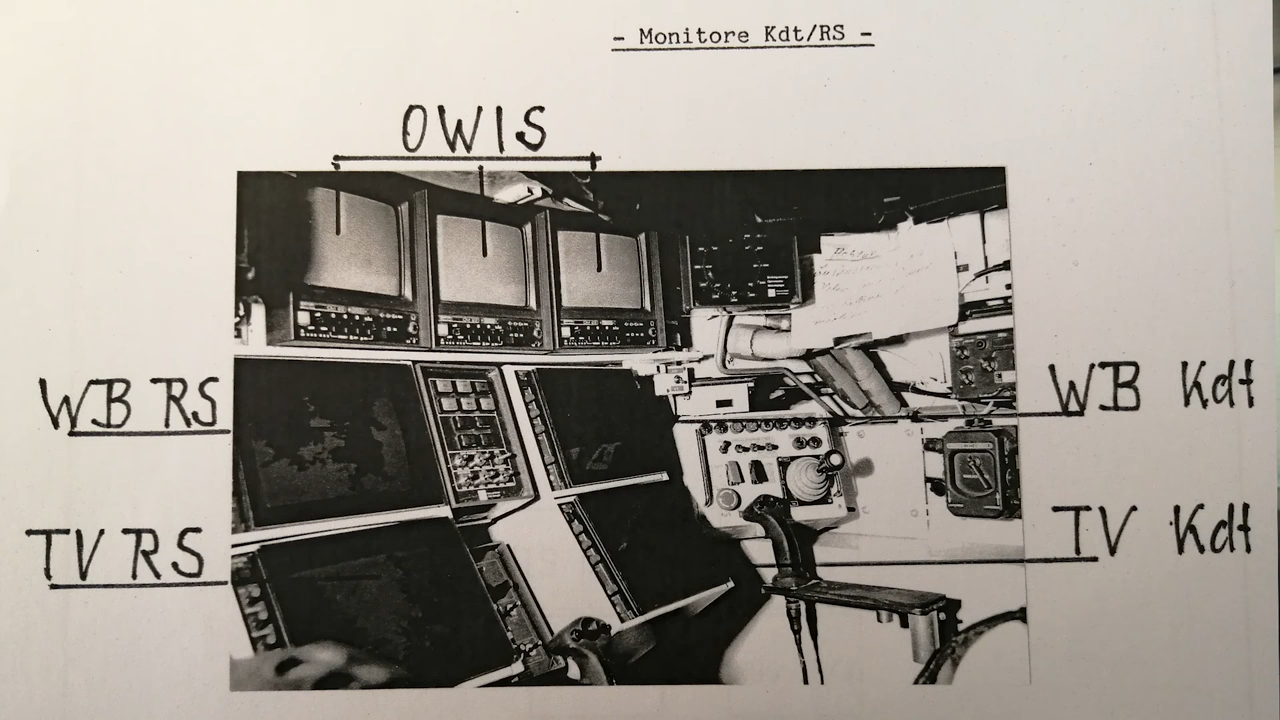 - Monitore Kdt/RS -
OWIS
WB RS
WB Kdt
TV RS
TV Kdt